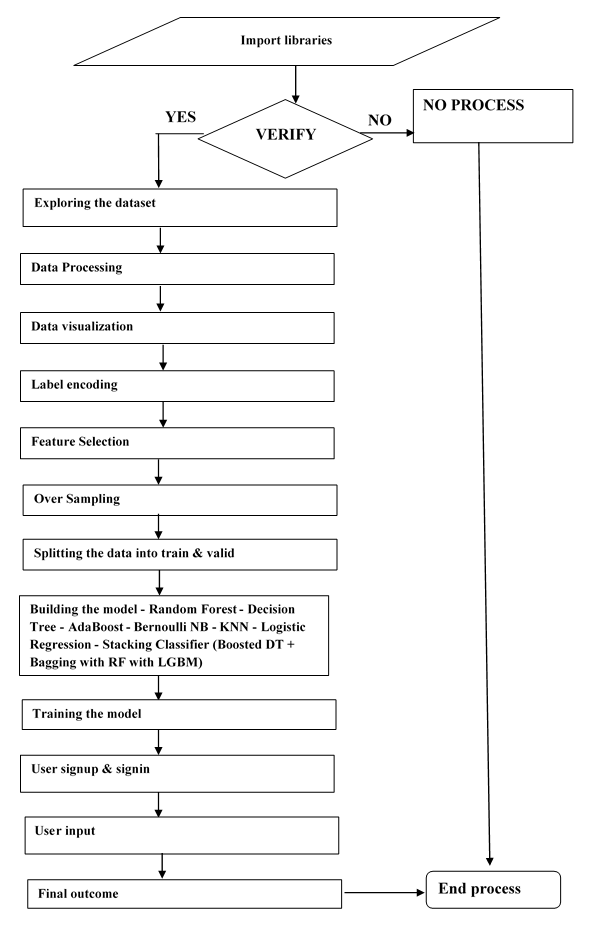 Import libraries
YES
VERIFY
NO
NO PROCESS
Exploring the dataset
Data Processing
Data visualization
Label encoding
Feature Selection
Over Sampling
Splitting the data into train & valid
Building the model - Random Forest - Decision
Tree - AdaBoost - Bernoulli NB - KNN - Logistic
Regression - Stacking Classifier (Boosted DT +
Bagging with RF with LGBM)
Training the model
User signup & signin
User input
Final outcome
End process